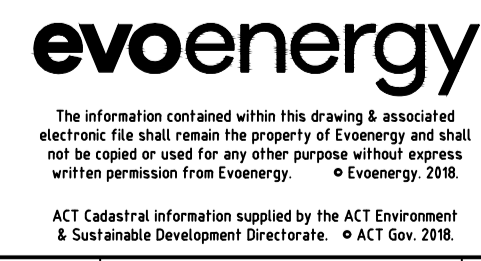 evoenergy
The information contained within this drawing & associated
electronic file shall remain the property of Evoenergy and shall
not be copied or used for any other purpose without express
written permission from Evoenergy. © Evoenergy. 2018.
ACT Cadastral information supplied by the ACT Environment
& Sustainable Development Directorate. © ACT Gov. 2018.